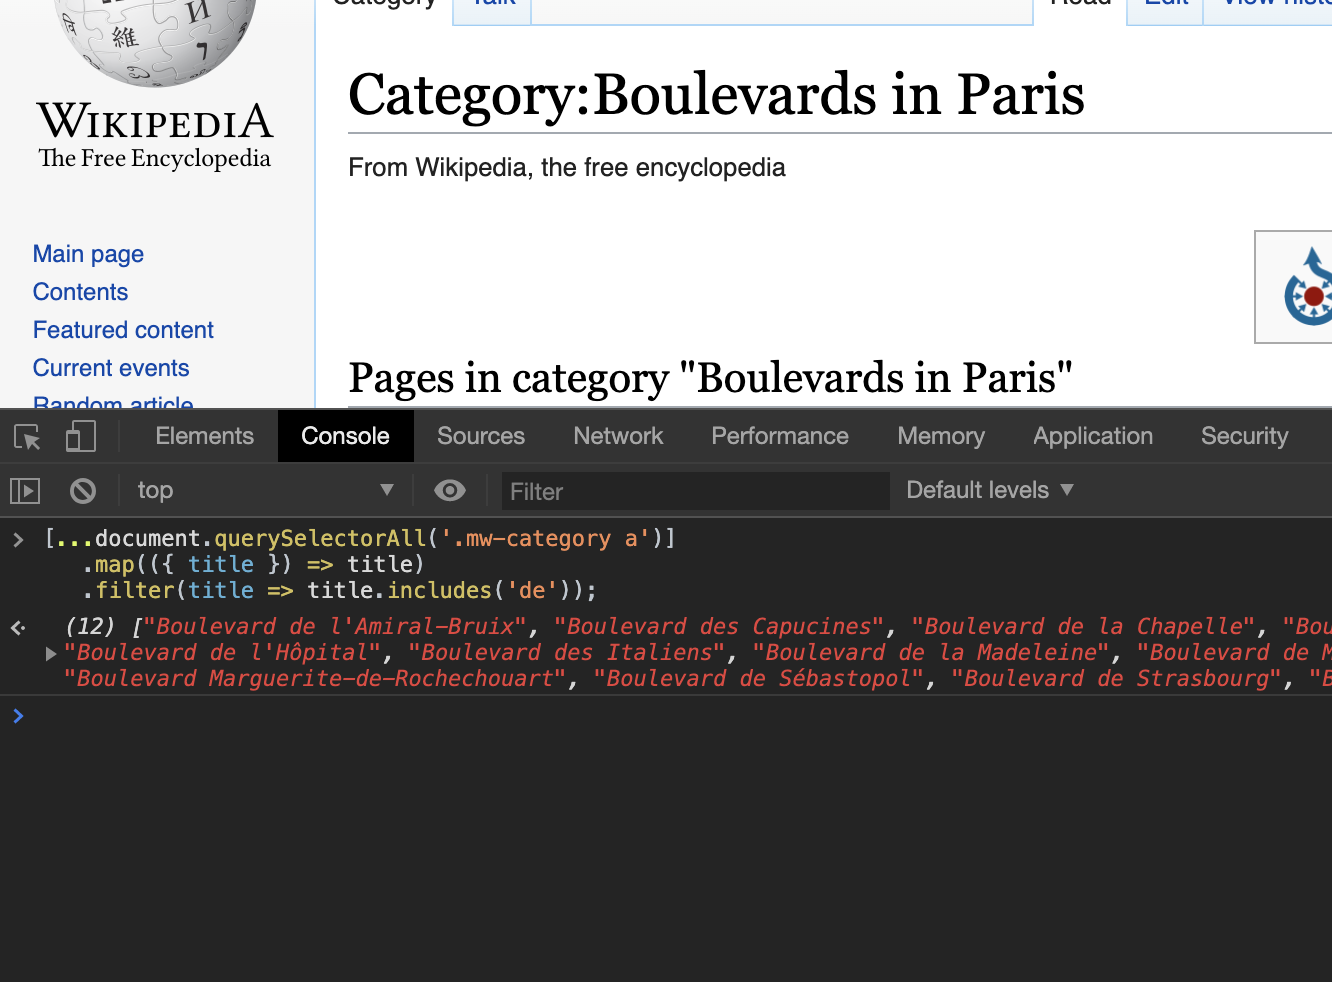 Category Talk Read Edit View histo
維 И
WIKIPEDIA
The Free Encyclopedia
Category:Boulevards in Paris
From Wikipedia, the free encyclopedia
Main page
Contents
Featured content
Current events
Random article
Pages in category "Boulevards in Paris"
Elements Console Sources Network Performance Memory Application Security
top Filter Default levels
[...document.querySelectorAll('.mw-category a')]
.map(({ title }) => title)
.filter(title => title.includes('de'));
(12) ["Boulevard de l'Amiral-Bruix", "Boulevard des Capucines", "Boulevard de la Chapelle", "Bou
"Boulevard de l'Hôpital", "Boulevard des Italiens", "Boulevard de la Madeleine", "Boulevard de M
"Boulevard Marguerite-de-Rochechouart", "Boulevard de Sébastopol", "Boulevard de Strasbourg", "B